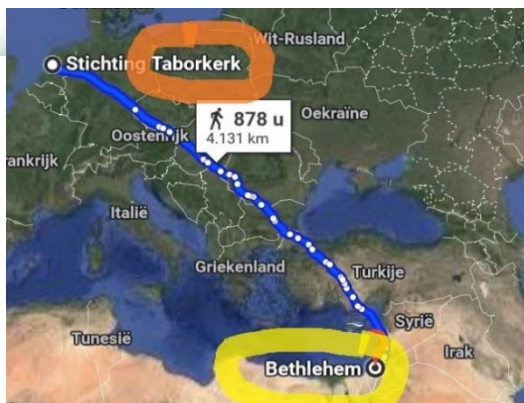 Wit-Rusland
Stichting Taborkerk
878 u
4.131 km
Oekraïne
Oostenrijk
ankrijk
Italië
Griekenland
Turkije
Syrië
Tunesië
Irak
Bethlehem